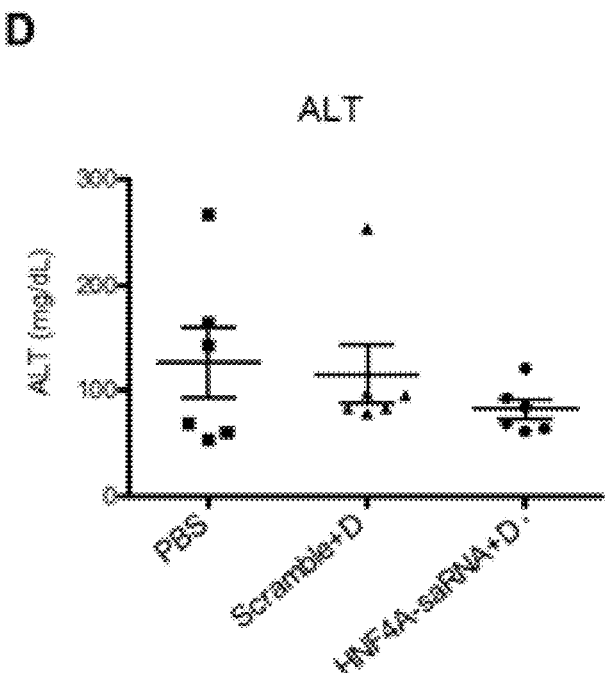 D
ALT
300
200
100
0
ALT (mg/dL)
PBS
Scramble+D
HNF4A-saRNA+D.